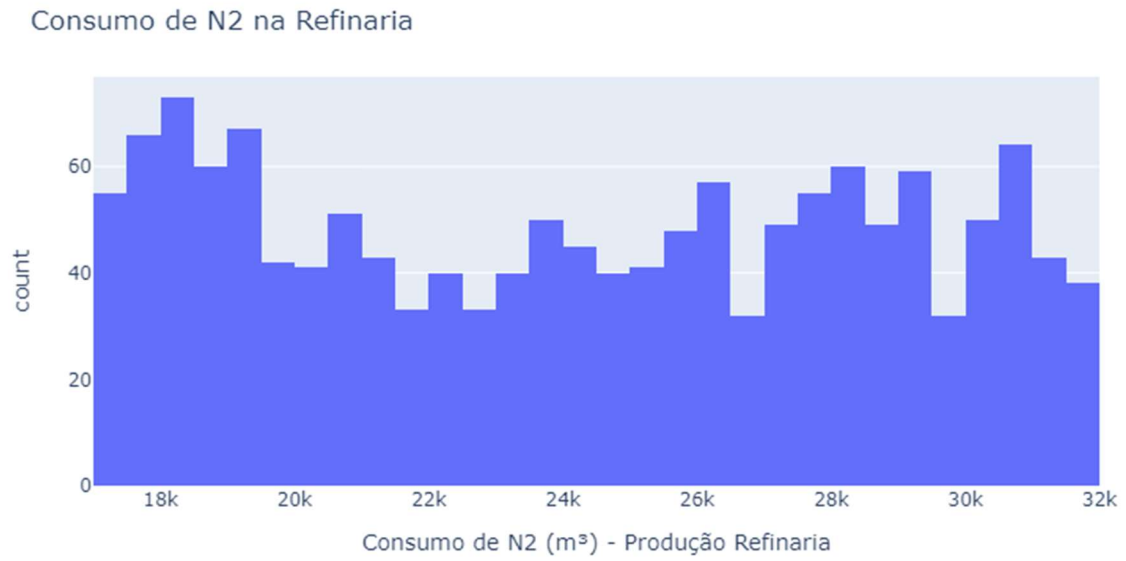 Consumo de N2 na Refinaria
count
60
40
20
0
18k 20k 22k 24k 26k 28k 30k 32k
Consumo de N2 (m³) - Produção Refinaria